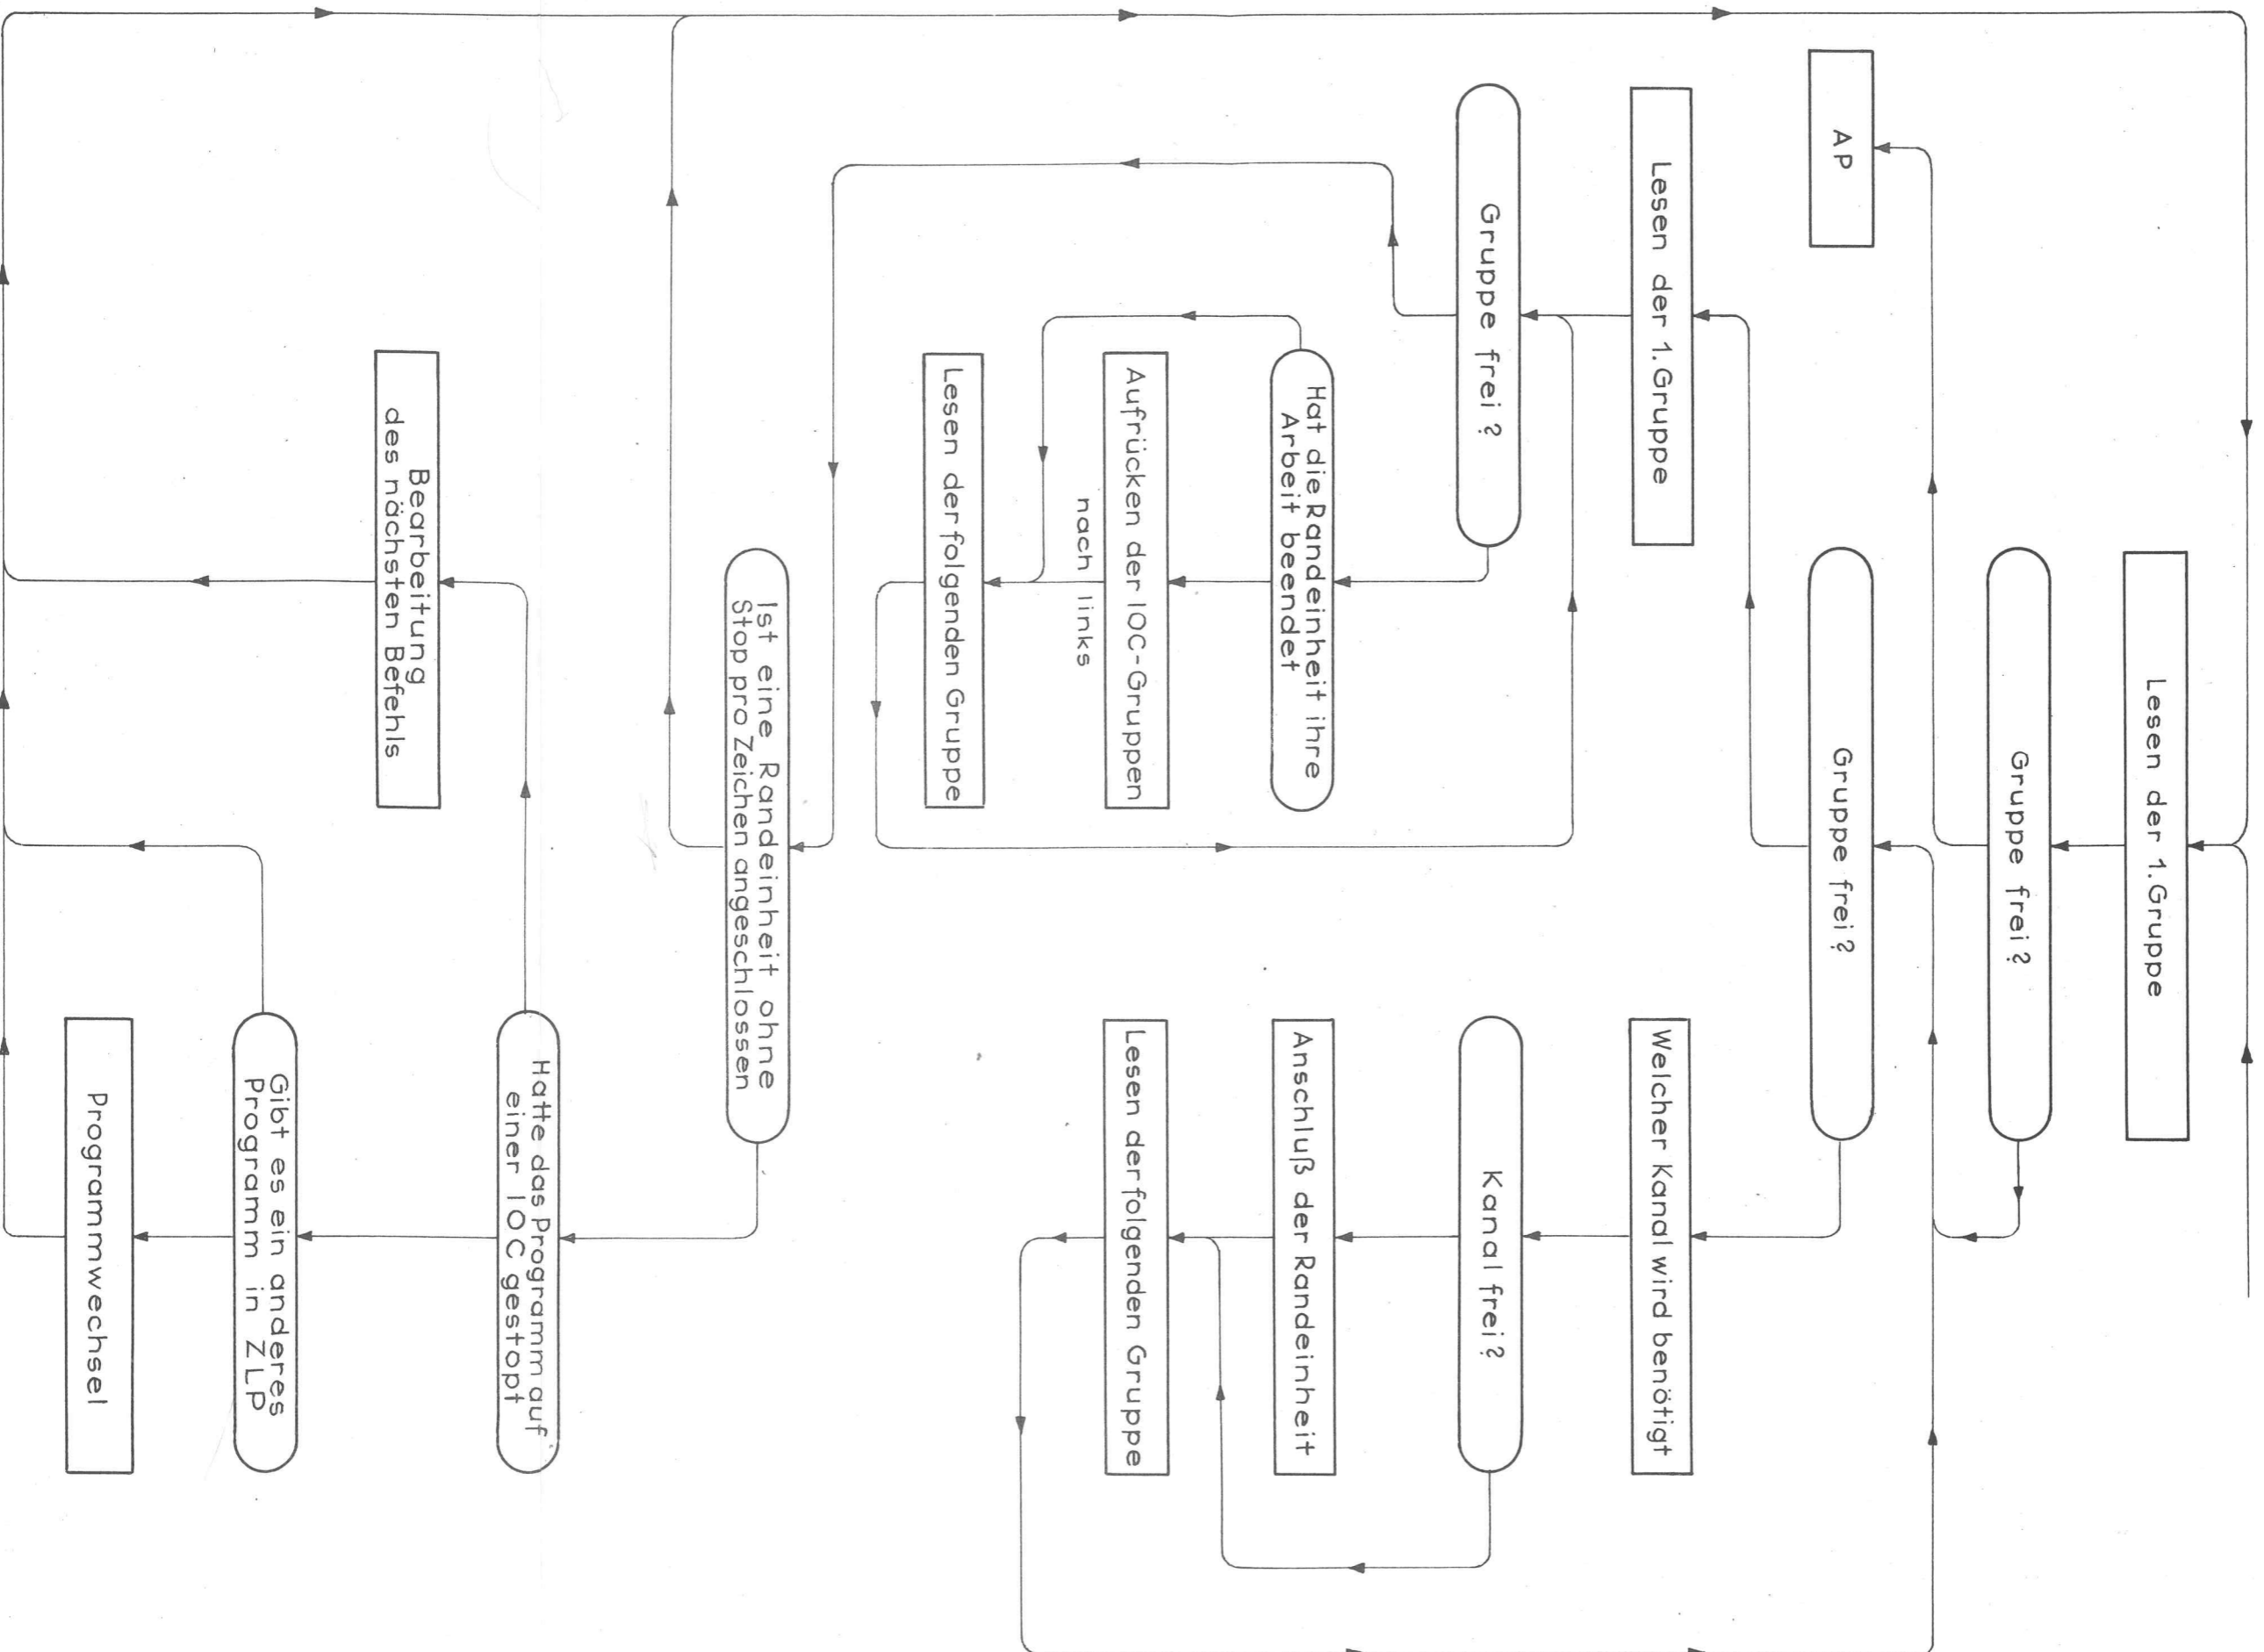 Lesen der 1.Gruppe
Gruppe frei?
AP
Gruppe frei?
Lesen der 1.Gruppe
Welcher Kanal wird benötigt
Gruppe frei?
Kanal frei?
Hat die Randeinheit ihre
Arbeit beendet
Anschluß der Randeinheit
Aufrücken der IOC-Gruppen
nach links
Lesen der folgenden Gruppe
Lesen der folgenden Gruppe
Ist eine Randeinheit ohne
Stop pro Zeichen angeschlossen
Hatte das Programm auf
einer IOC gestopt
Bearbeitung
des nächsten Befehls
Gibt es ein anderes
Programm in ZLP
Programmwechsel